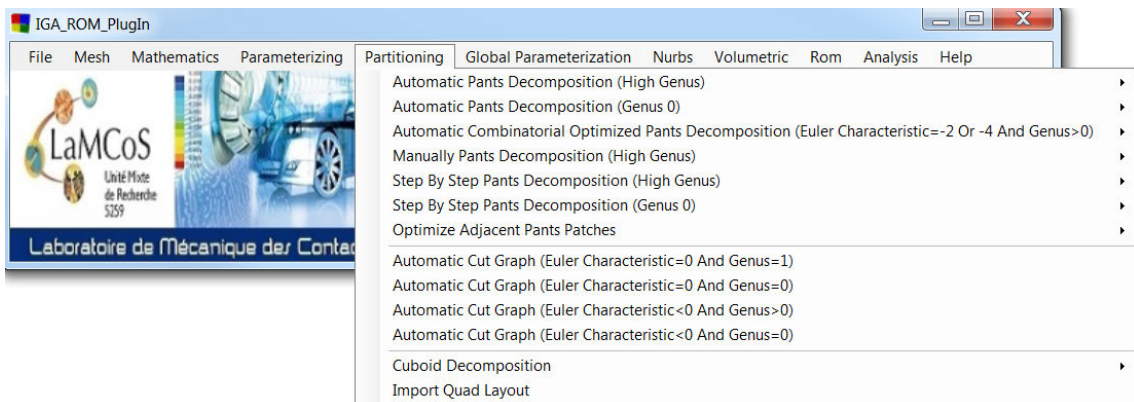 IGA_ROM_PlugIn
File Mesh Mathematics Parameterizing Partitioning Global Parameterization Nurbs Volumetric Rom Analysis Help
LaMCoS
Unité Mixte
de Recherche
5259
Laboratoire de Mécanique des Contac
Automatic Pants Decomposition (High Genus)
Automatic Pants Decomposition (Genus 0)
Automatic Combinatorial Optimized Pants Decomposition (Euler Characteristic=-2 Or -4 And Genus>0)
Manually Pants Decomposition (High Genus)
Step By Step Pants Decomposition (High Genus)
Step By Step Pants Decomposition (Genus 0)
Optimize Adjacent Pants Patches
Automatic Cut Graph (Euler Characteristic=0 And Genus=1)
Automatic Cut Graph (Euler Characteristic=0 And Genus=0)
Automatic Cut Graph (Euler Characteristic<0 And Genus>0)
Automatic Cut Graph (Euler Characteristic<0 And Genus=0)
Cuboid Decomposition
Import Quad Layout